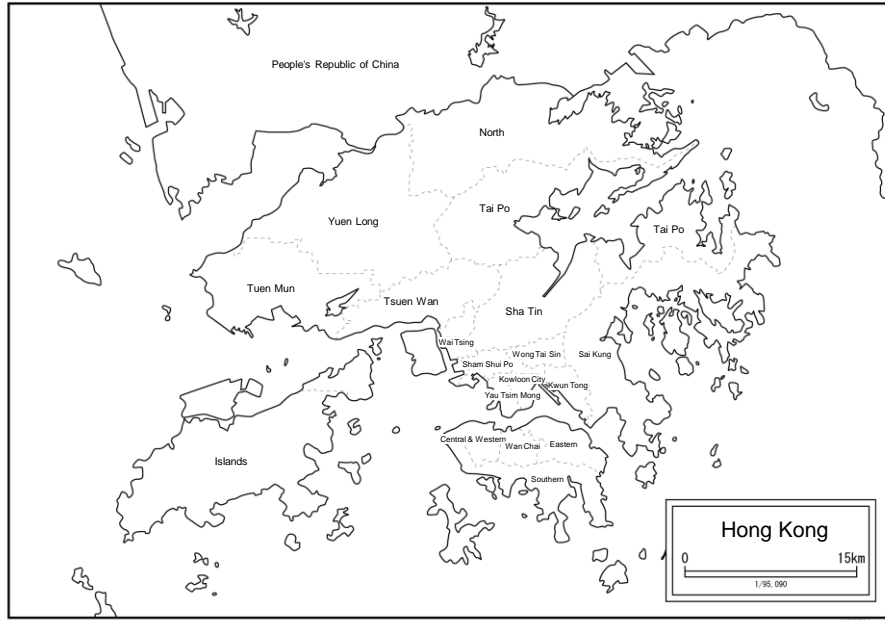 People's Republic of China
North
Yuen Long
Tai Po
Tai Po
Tuen Mun
Tsuen Wan
Sha Tin
Wai Tsing
Wong Tai Sin
Sai Kung
Sham Shui Po
Kowloon City
Kwun Tong
Yau Tsim Mong
Central & Western
Wan Chai
Eastern
Islands
Southern
Hong Kong
0 15km
1/95,090